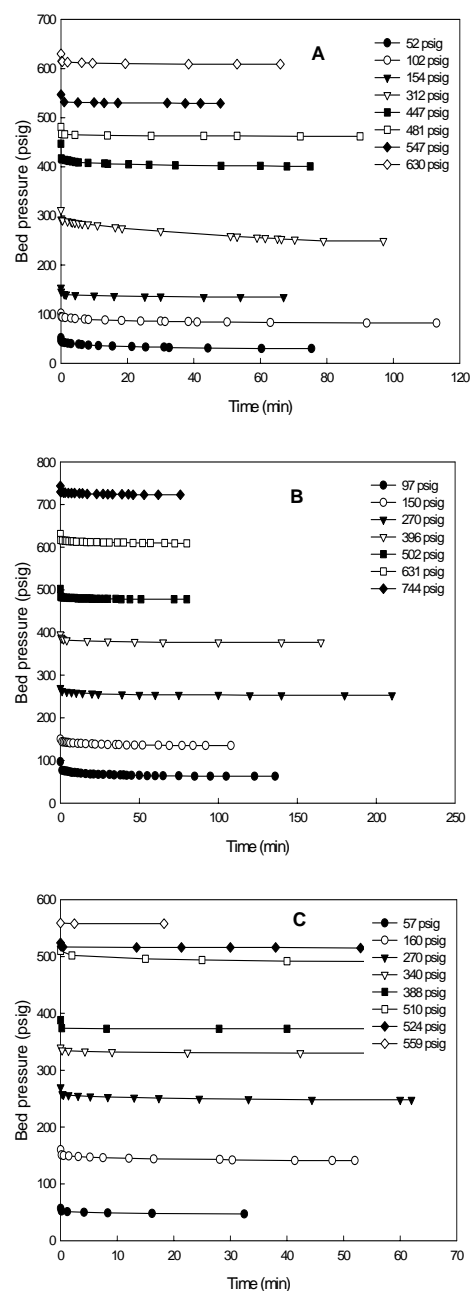 A
52 psig
102 psig
154 psig
312 psig
447 psig
481 psig
547 psig
630 psig
Bed pressure (psig)
700
600
500
400
300
200
100
0
0 20 40 60 80 100 120
Time (min)
B
97 psig
150 psig
270 psig
396 psig
502 psig
631 psig
744 psig
Bed pressure (psig)
800
700
600
500
400
300
200
100
0
0 50 100 150 200 250
Time (min)
C
57 psig
160 psig
270 psig
340 psig
388 psig
510 psig
524 psig
559 psig
Bed pressure (psig)
600
500
400
300
200
100
0
0 10 20 30 40 50 60 70
Time (min)